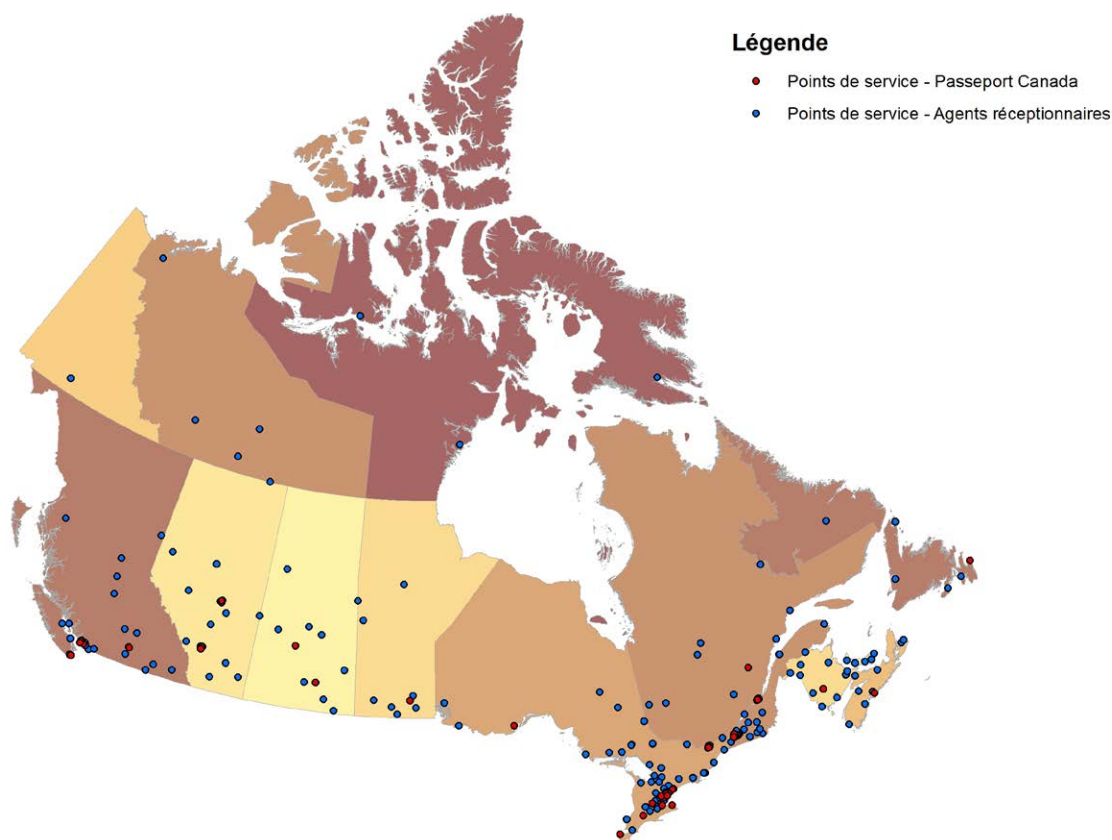 Légende
Points de service - Passeport Canada
Points de service - Agents réceptionnaires